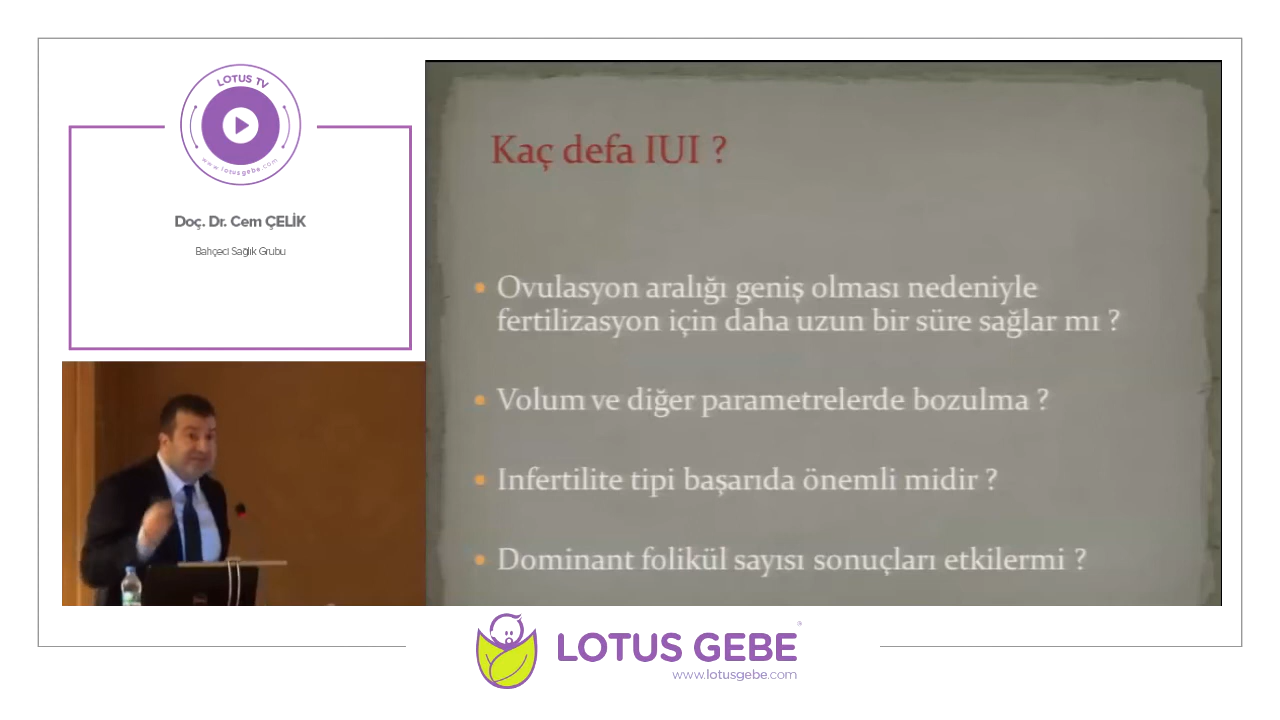 LOTUS TV
www.lotusgebe.com
Doç. Dr. Cem ÇELİK
Bahçeci Sağlık Grubu
Kaç defa IUI ?
• Ovulasyon aralığı geniş olması nedeniyle
fertilizasyon için daha uzun bir süre sağlar mı ?
• Volum ve diğer parametrelerde bozulma ?
• Infertilite tipi başarıda önemli midir ?
• Dominant folikül sayısı sonuçları etkilermi ?
LOTUS GEBE
www.lotusgebe.com